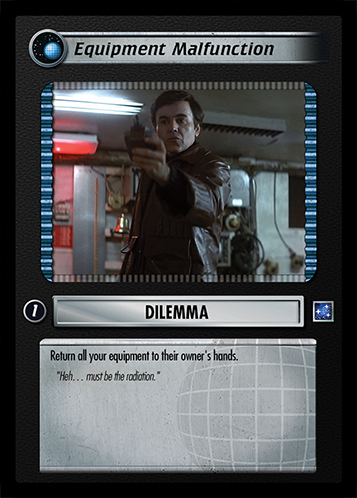 Equipment Malfunction
1
DILEMMA
Return all your equipment to their owner's hands.
"Heh... must be the radiation."